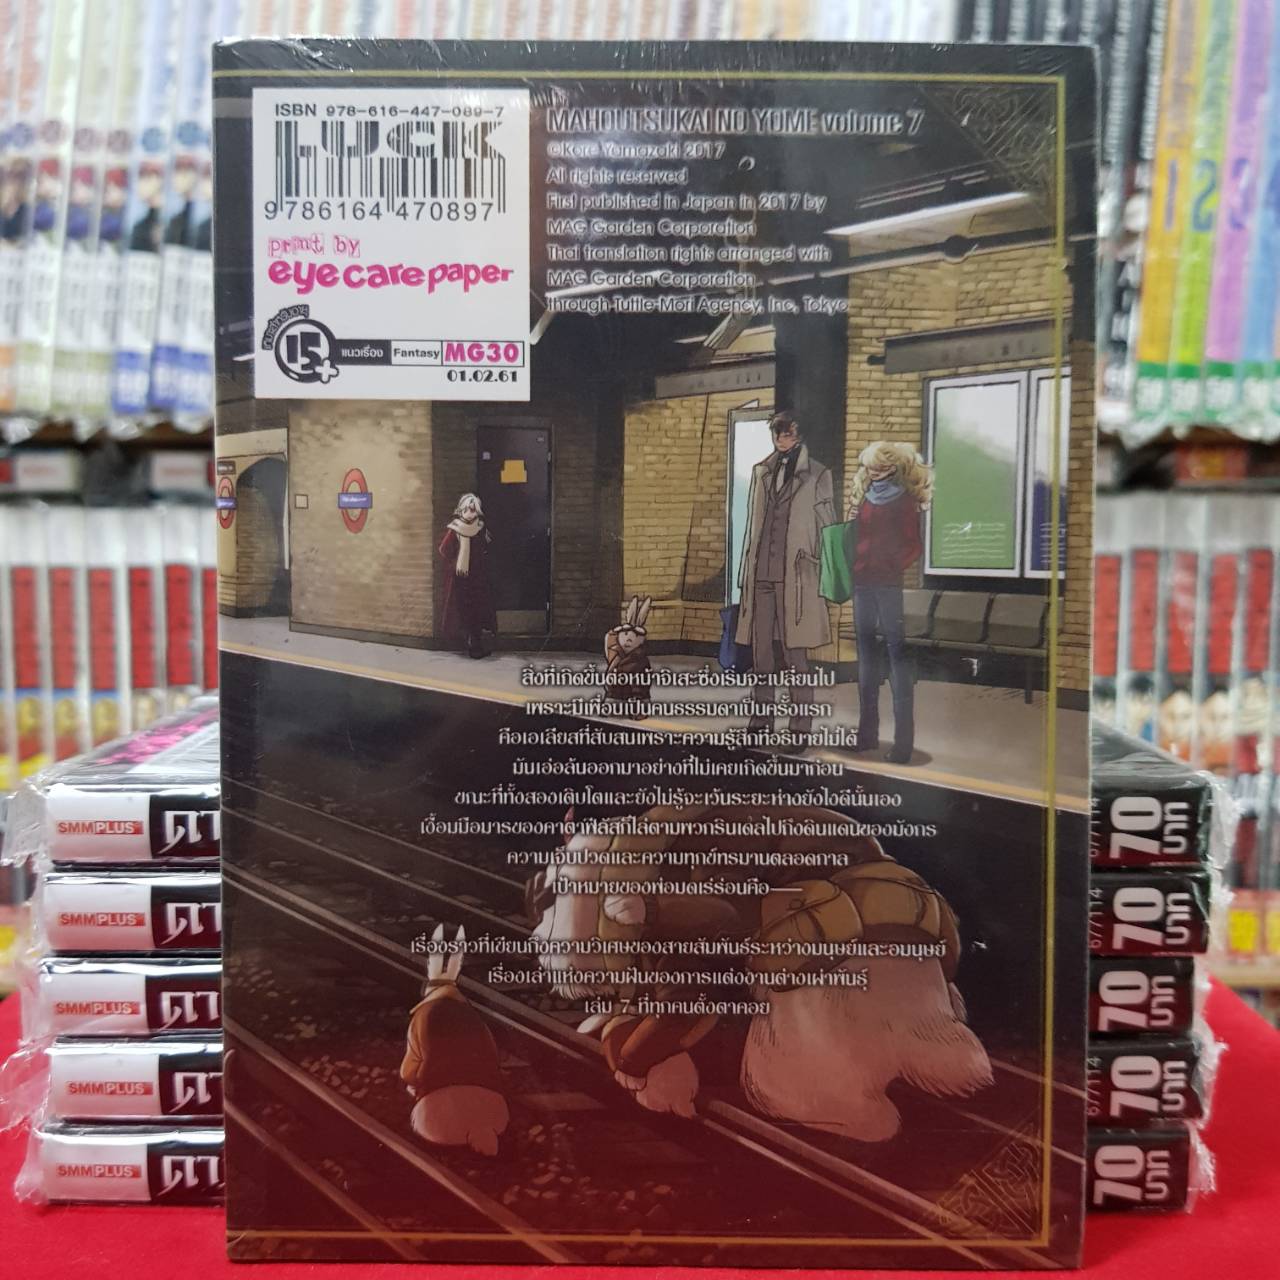 ISBN 978-616-447-089-7
LUCK
9 786164 470897
print by
eye care paper
15+
แนวเรื่อง Fantasy MG30
01.02.61
MAHOUTSUKAI NO YOME volume 7
©Kore Yamazaki 2017
All rights reserved
First published in Japan in 2017 by
MAG Garden Corporation
Thai translation rights arranged with
MAG Garden Corporation
through Tuttle-Mori Agency, Inc, Tokyo
สิ่งที่เกิดขึ้นต่อหน้าจิเสะซึ่งเริ่มจะเปลี่ยนไป
เพราะมีเพื่อนเป็นคนธรรมดาเป็นครั้งแรก
คือเอเลียสที่สับสนเพราะความรู้สึกที่อธิบายไม่ได้
มันเอ่อล้นออกมาอย่างที่ไม่เคยเกิดขึ้นมาก่อน
ขณะที่ทั้งสองเติบโตและยังไม่รู้จะเว้นระยะห่างยังไงดีนั้นเอง
เงื้อมมือมารของคาตาฟีลัสก็ไล่ตามพวกรินเดลไปถึงดินแดนของมังกร
ความเจ็บปวดและความทุกข์ทรมานตลอดกาล
เป้าหมายของพ่อมดเร่ร่อนคือ—
เรื่องราวที่เขียนถึงความวิเศษของสายสัมพันธ์ระหว่างมนุษย์และอมนุษย์
เรื่องเล่าแห่งความฝันของการแต่งงานต่างเผ่าพันธุ์
เล่ม 7 ที่ทุกคนตั้งตาคอย
SMMPLUS
SMMPLUS
SMMPLUS
SMMPLUS
SMMPLUS
67/114 70 บาท
67/114 70 บาท
67/114 70 บาท
67/114 70 บาท
70 บาท